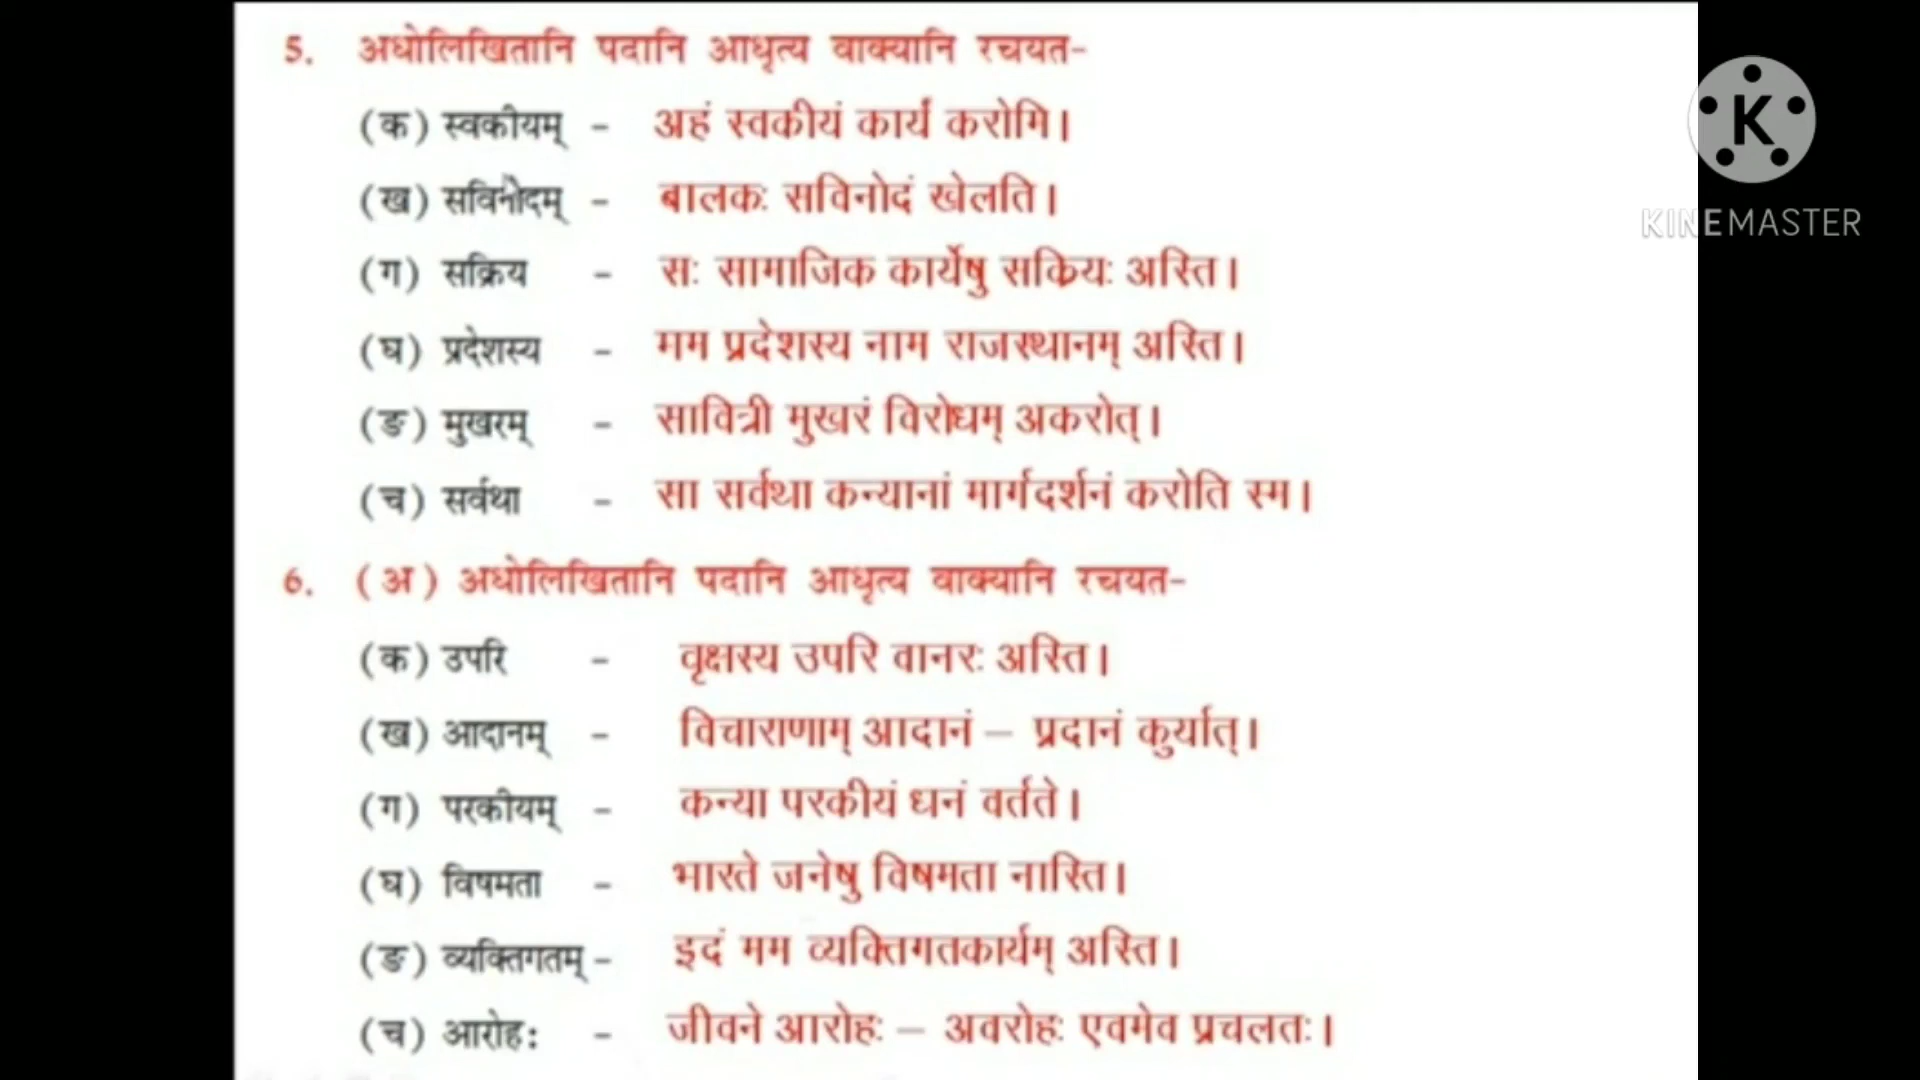 5. अधोलिखितानि पदानि आधृत्य वाक्यानि रचयत-
(क) स्वकीयम् - अहं स्वकीयं कार्यं करोमि।
(ख) सविनोदम् - बालकः सविनोदं खेलति।
(ग) सक्रिय - सः सामाजिक कार्येषु सक्रियः अस्ति।
(घ) प्रदेशस्य - मम प्रदेशस्य नाम राजस्थानम् अस्ति।
(ङ) मुखरम् - सावित्री मुखरं विरोधम् अकरोत्।
(च) सर्वथा - सा सर्वथा कन्यानां मार्गदर्शनं करोति स्म।
6. (अ) अधोलिखितानि पदानि आधृत्य वाक्यानि रचयत-
(क) उपरि - वृक्षस्य उपरि वानरः अस्ति।
(ख) आदानम् - विचाराणाम् आदानं – प्रदानं कुर्यात्।
(ग) परकीयम् - कन्या परकीयं धनं वर्तते।
(घ) विषमता - भारते जनेषु विषमता नास्ति।
(ङ) व्यक्तिगतम् - इदं मम व्यक्तिगतकार्यम् अस्ति।
(च) आरोहः - जीवने आरोहः – अवरोहः एवमेव प्रचलतः।
K
KINEMASTER